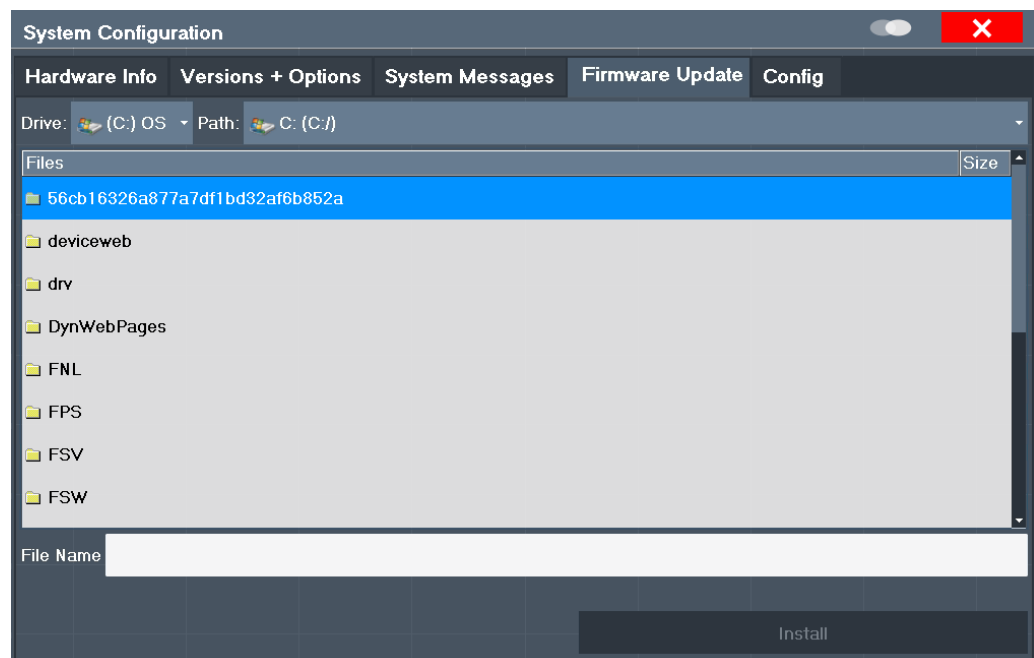 System Configuration
Hardware Info Versions + Options System Messages Firmware Update Config
Drive: (C:) OS Path: C: (C:/)
Files Size
56cb16326a877a7df1bd32af6b852a
deviceweb
drv
DynWebPages
FNL
FPS
FSV
FSW
File Name
Install